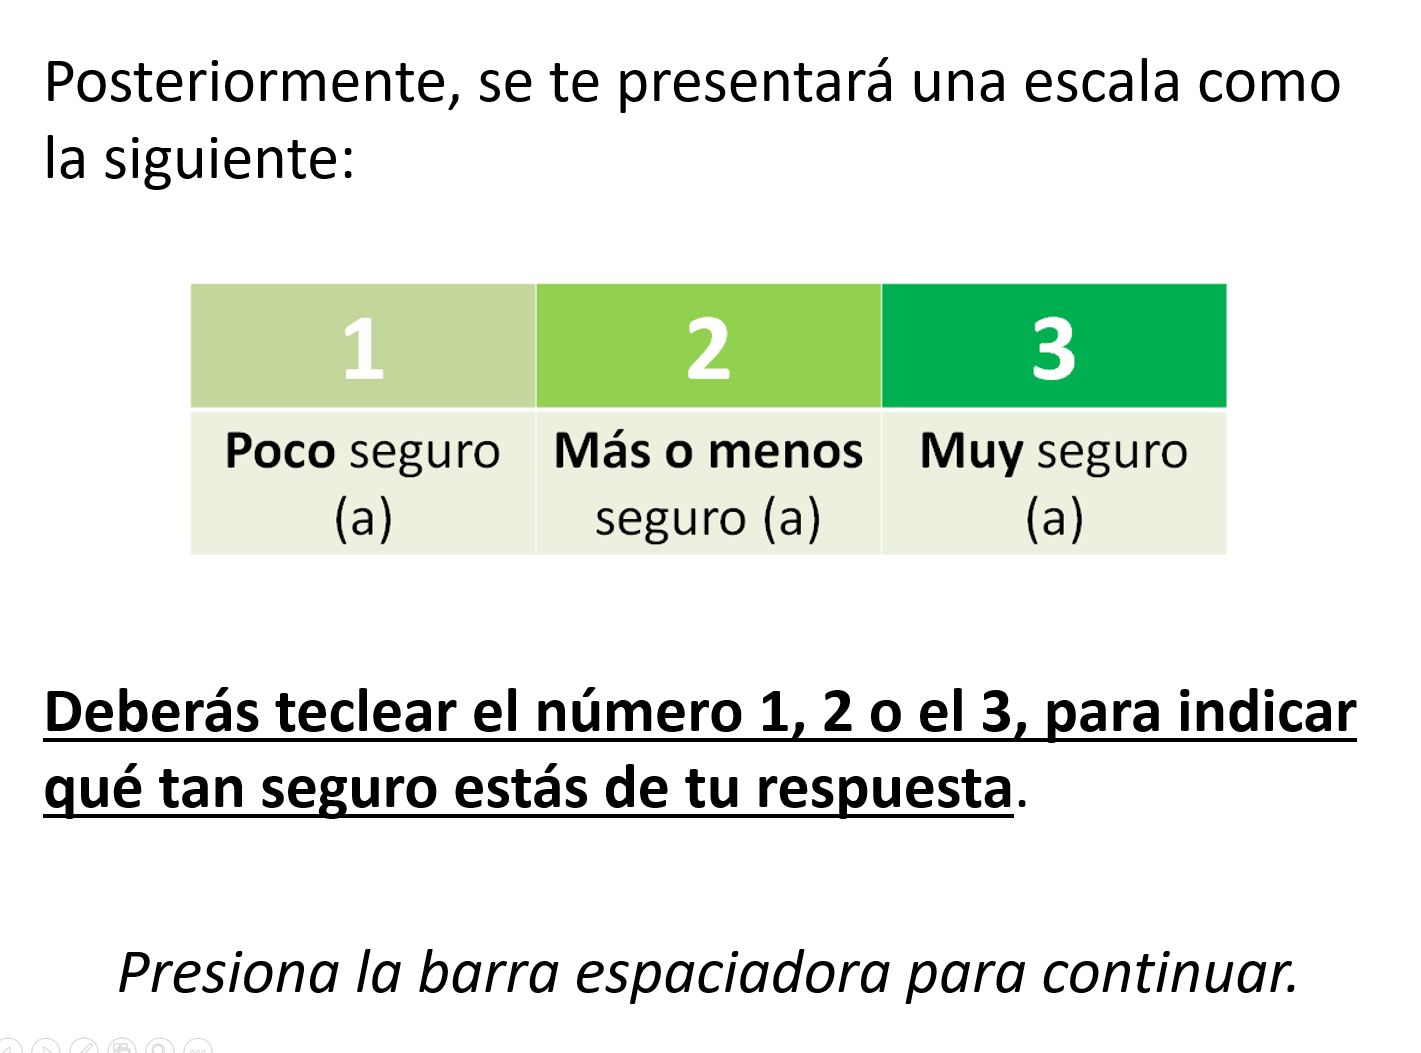 Posteriormente, se te presentará una escala como
la siguiente:
1 2 3
Poco seguro Más o menos Muy seguro
(a) seguro (a) (a)
Deberás teclear el número 1, 2 o el 3, para indicar
qué tan seguro estás de tu respuesta.
Presiona la barra espaciadora para continuar.